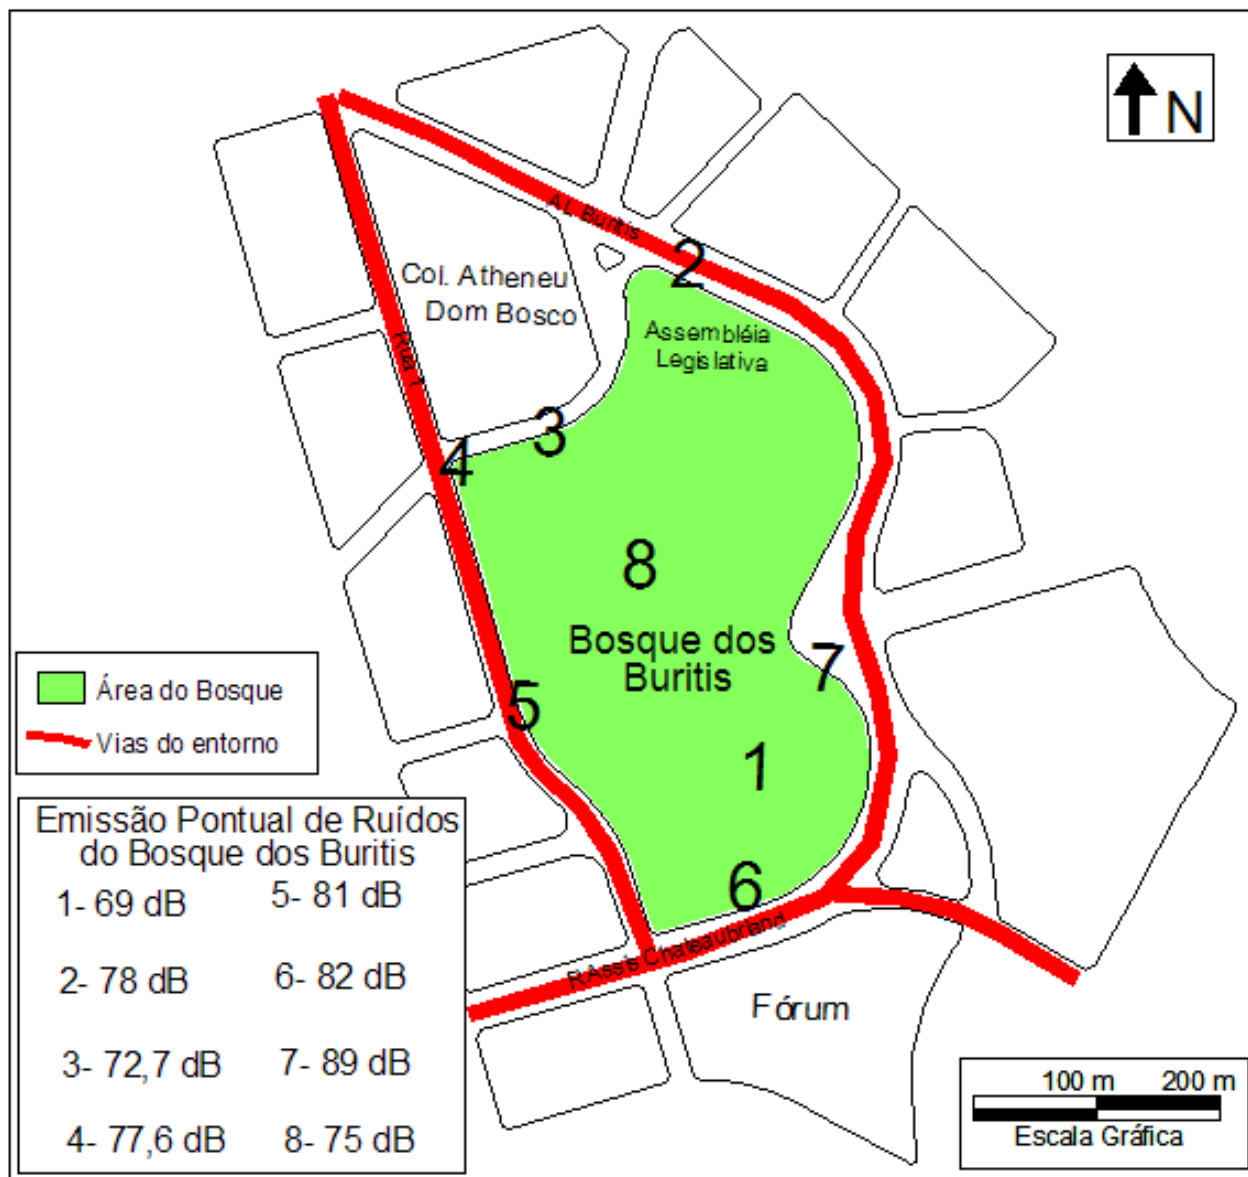 N
AL Buritis
2
Col. Atheneu
Dom Bosco
Assembléia
Legislativa
Rua 1
3
4
8
Bosque dos
Buritis
7
5
1
6
R Assis Chateaubriand
Fórum
Área do Bosque
Vias do entorno
Emissão Pontual de Ruídos
do Bosque dos Buritis
1- 69 dB
5- 81 dB
2- 78 dB
6- 82 dB
3- 72,7 dB
7- 89 dB
4- 77,6 dB
8- 75 dB
100 m 200 m
Escala Gráfica